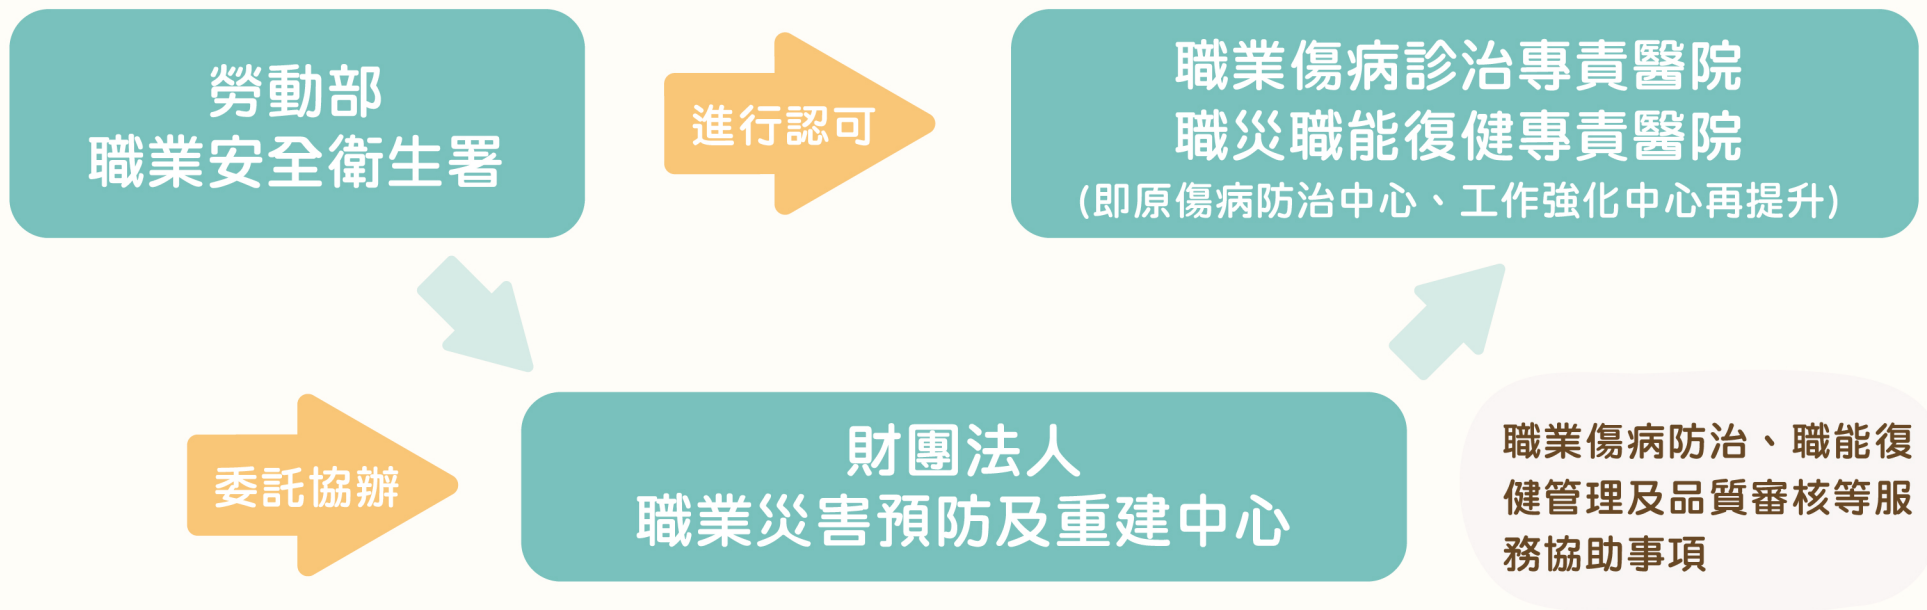 勞動部
職業安全衛生署
進行認可
職業傷病診治專責醫院
職災職能復健專責醫院
(即原傷病防治中心、工作強化中心再提升)
委託協辦
財團法人
職業災害預防及重建中心
職業傷病防治、職能復
健管理及品質審核等服
務協助事項